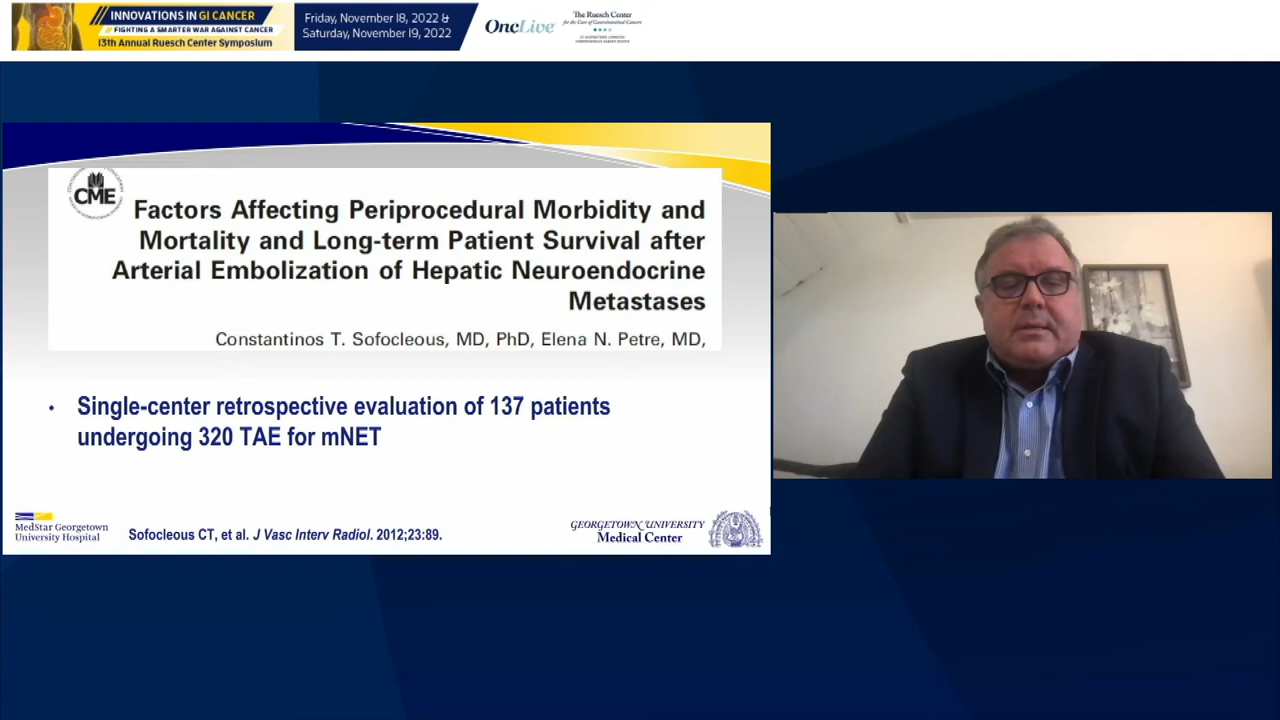 INNOVATIONS IN GI CANCER
FIGHTING A SMARTER WAR AGAINST CANCER
13th Annual Ruesch Center Symposium
Friday, November 18, 2022 &
Saturday, November 19, 2022
OncLive
The Ruesch Center
for the Cure of Gastrointestinal Cancers
CME
Factors Affecting Periprocedural Morbidity and
Mortality and Long-term Patient Survival after
Arterial Embolization of Hepatic Neuroendocrine
Metastases
Constantinos T. Sofocleous, MD, PhD, Elena N. Petre, MD,
• Single-center retrospective evaluation of 137 patients
undergoing 320 TAE for mNET
MedStar Georgetown
University Hospital
Sofocleous CT, et al. J Vasc Interv Radiol. 2012;23:89.
GEORGETOWN UNIVERSITY
Medical Center